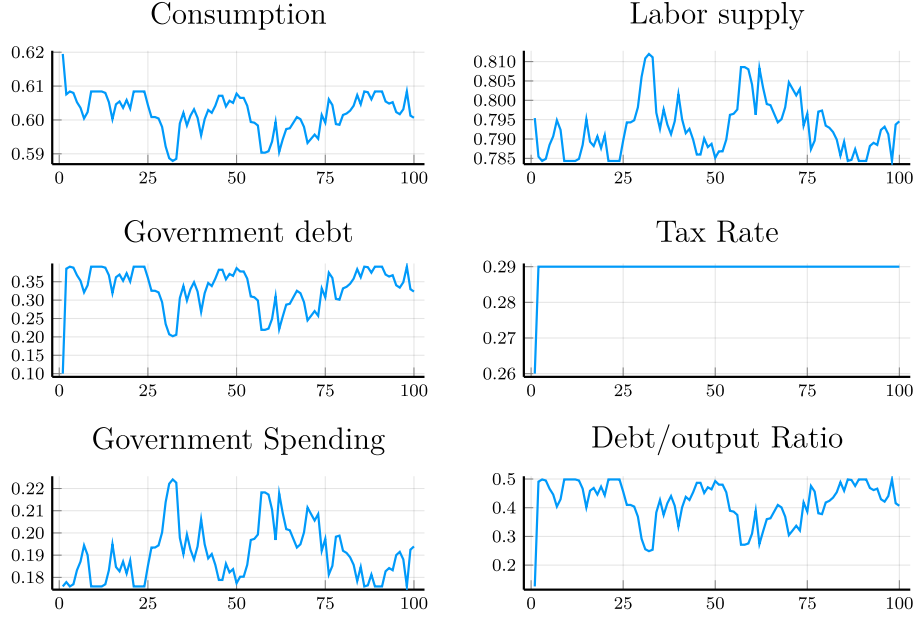 Consumption
0.62
0.61
0.60
0.59
0 25 50 75 100
Labor supply
0.810
0.805
0.800
0.795
0.790
0.785
0 25 50 75 100
Government debt
0.35
0.30
0.25
0.20
0.15
0.10
0 25 50 75 100
Tax Rate
0.29
0.28
0.27
0.26
0 25 50 75 100
Government Spending
0.22
0.21
0.20
0.19
0.18
0 25 50 75 100
Debt/output Ratio
0.5
0.4
0.3
0.2
0 25 50 75 100